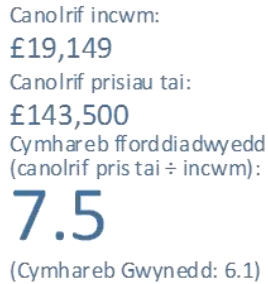 Canolrif incwm:
£19,149
Canolrif prisiau tai:
£143,500
Cymhareb fforddiadwyedd
(canolrif pris tai ÷ incwm):
7.5
(Cymhareb Gwynedd: 6.1)